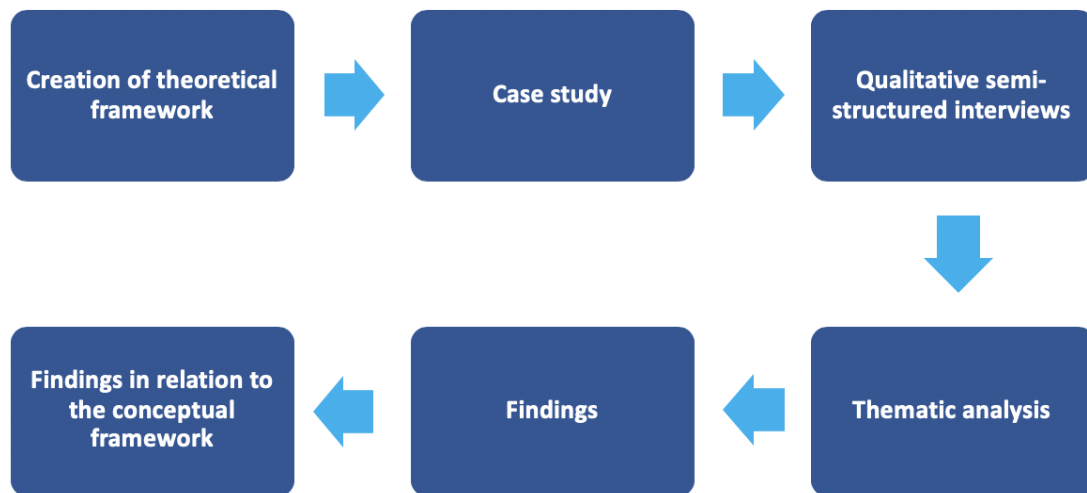 Creation of theoretical
framework
Case study
Qualitative semi-
structured interviews
Thematic analysis
Findings
Findings in relation to
the conceptual
framework